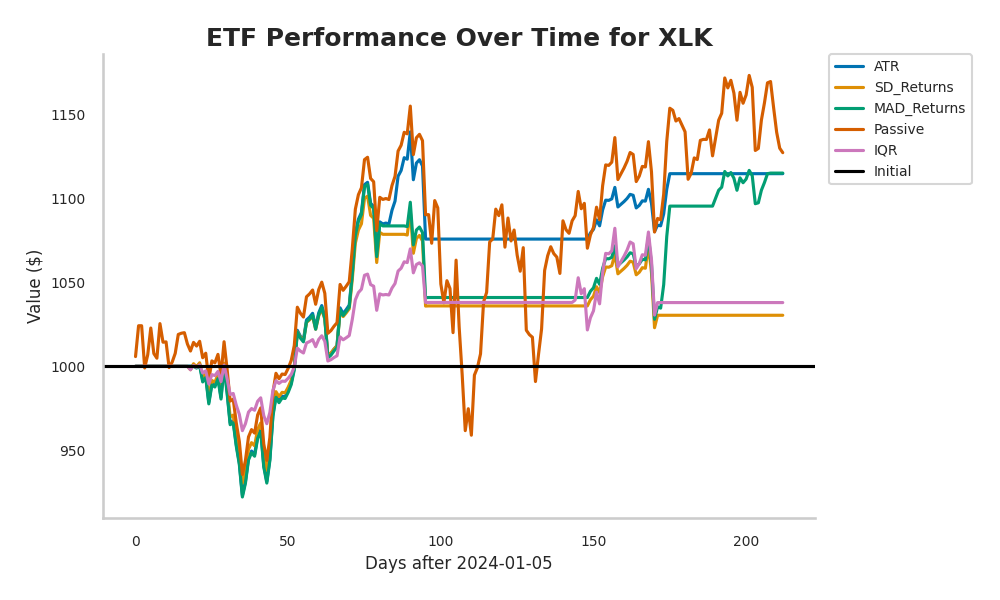 ETF Performance Over Time for XLK
ATR
SD_Returns
MAD_Returns
Passive
IQR
Initial
Value ($)
1150
1100
1050
1000
950
0 50 100 150 200
Days after 2024-01-05